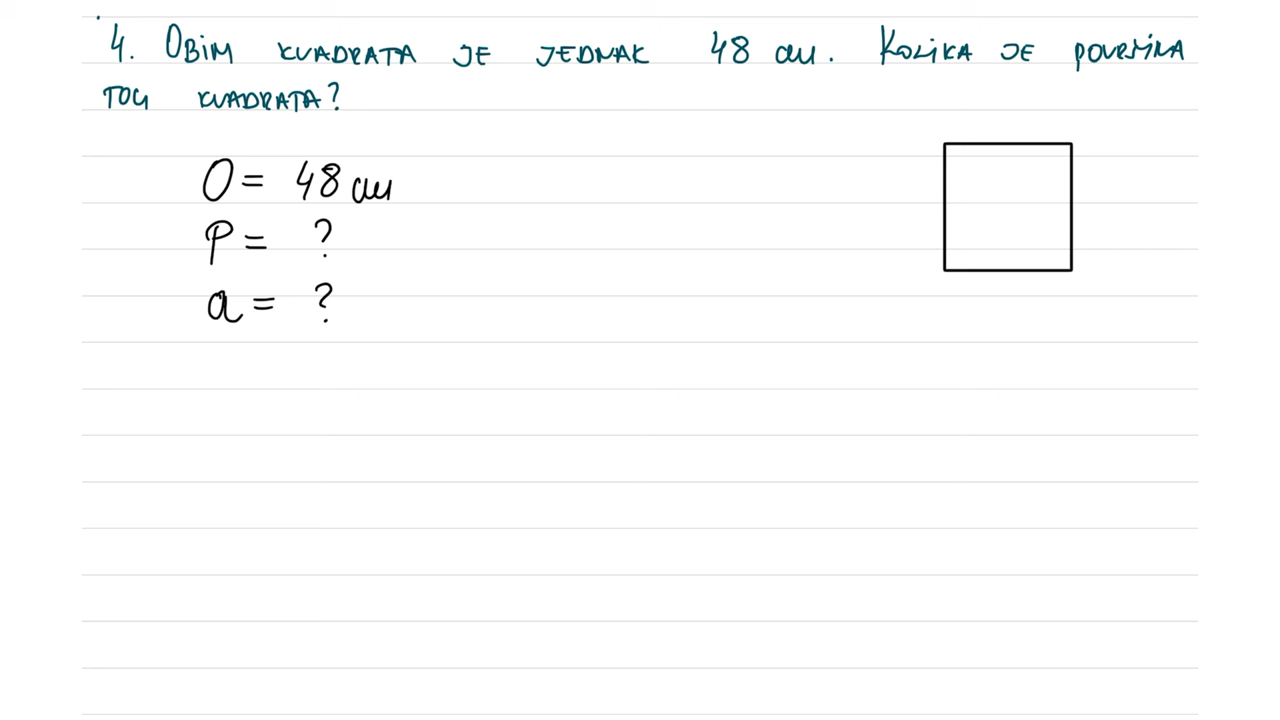 4. Obim kvadrata je jednak 48 cm. Kolika je površina
tog kvadrata?
O = 48 cm
P = ?
a = ?